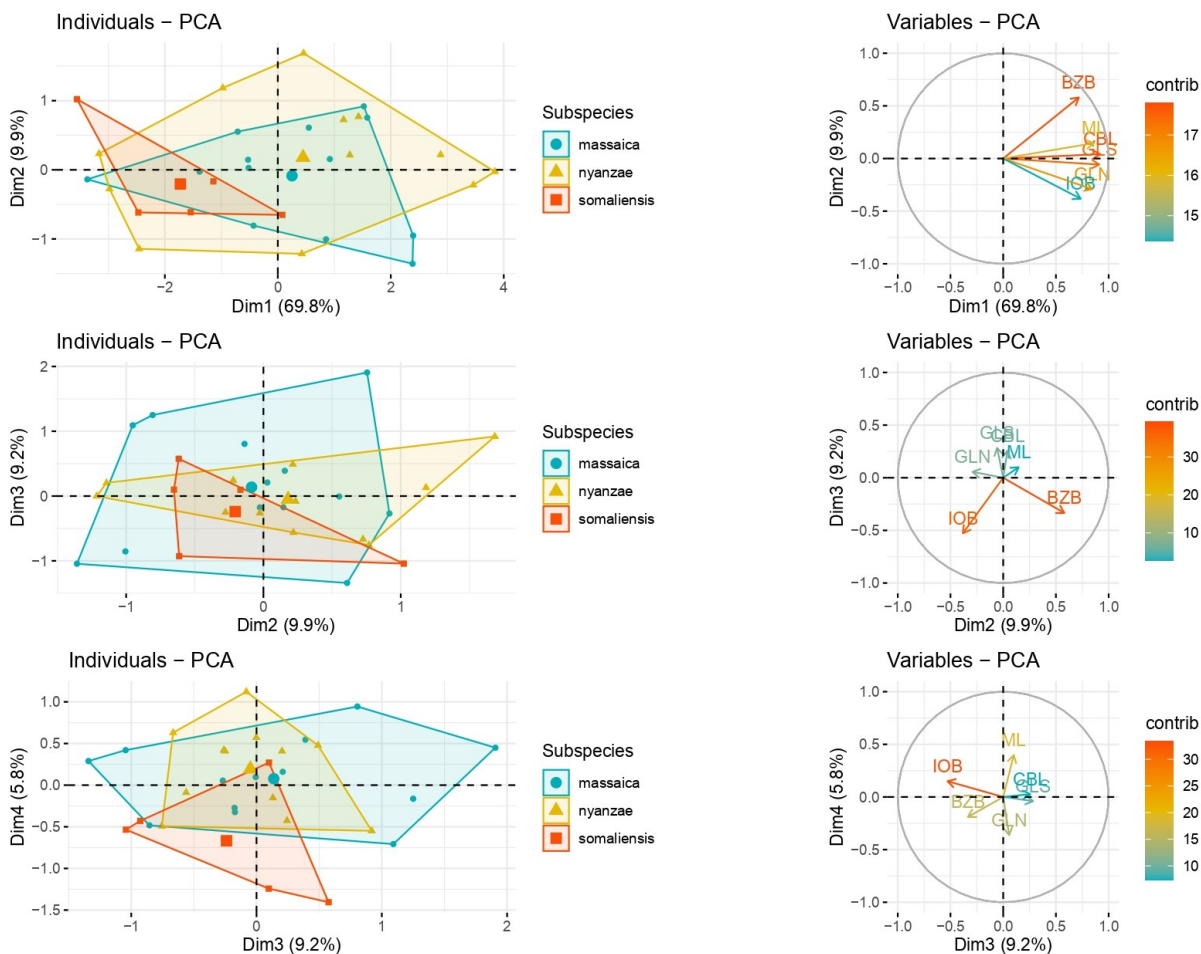 Individuals − PCA
Dim2 (9.9%)
1
0
−1
−2
0
2
4
Dim1 (69.8%)
Subspecies
massaica
nyanzae
somaliensis
Variables − PCA
Dim2 (9.9%)
1.0
0.5
0.0
−0.5
−1.0
BZB
ML
CBL
GLS
GLN
IOB
−1.0
−0.5
0.0
0.5
1.0
Dim1 (69.8%)
contrib
17
16
15
Individuals − PCA
Dim3 (9.2%)
2
1
0
−1
−1
0
1
Dim2 (9.9%)
Subspecies
massaica
nyanzae
somaliensis
Variables − PCA
Dim3 (9.2%)
1.0
0.5
0.0
−0.5
−1.0
GLS
CBL
ML
GLN
BZB
IOB
−1.0
−0.5
0.0
0.5
1.0
Dim2 (9.9%)
contrib
30
20
10
Individuals − PCA
Dim4 (5.8%)
1.0
0.5
0.0
−0.5
−1.0
−1.5
−1
0
1
2
Dim3 (9.2%)
Subspecies
massaica
nyanzae
somaliensis
Variables − PCA
Dim4 (5.8%)
1.0
0.5
0.0
−0.5
−1.0
ML
IOB
CBL
GLS
BZB
GLN
−1.0
−0.5
0.0
0.5
1.0
Dim3 (9.2%)
contrib
30
25
20
15
10